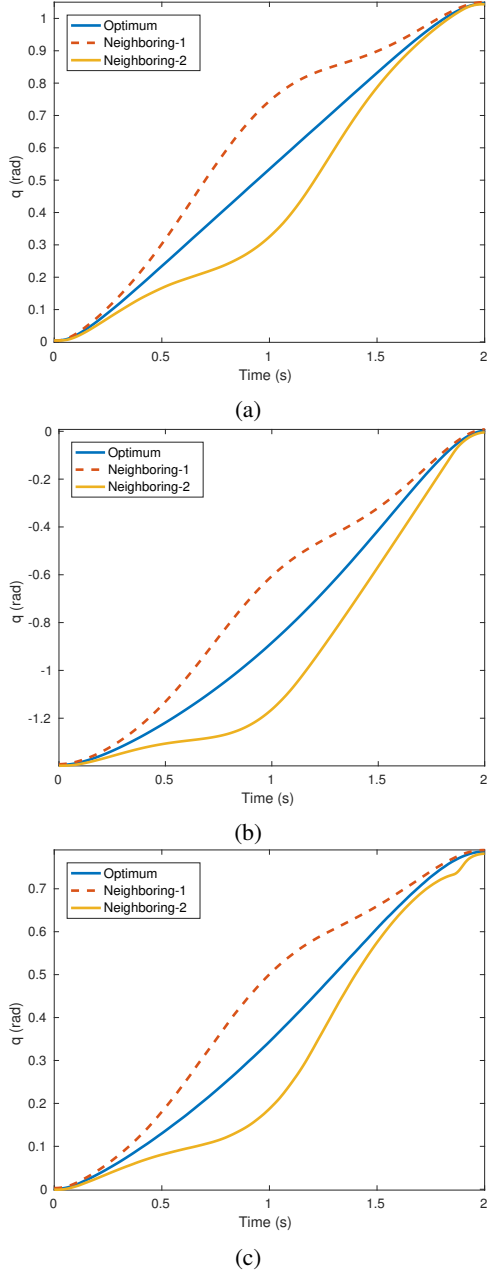 1
0.9
0.8
0.7
0.6
0.5
0.4
0.3
0.2
0.1
0
q (rad)
Optimum
Neighboring-1
Neighboring-2
0 0.5 1 1.5 2
Time (s)
(a)
0
-0.2
-0.4
-0.6
-0.8
-1
-1.2
q (rad)
Optimum
Neighboring-1
Neighboring-2
0 0.5 1 1.5 2
Time (s)
(b)
0.7
0.6
0.5
0.4
0.3
0.2
0.1
0
q (rad)
Optimum
Neighboring-1
Neighboring-2
0 0.5 1 1.5 2
Time (s)
(c)